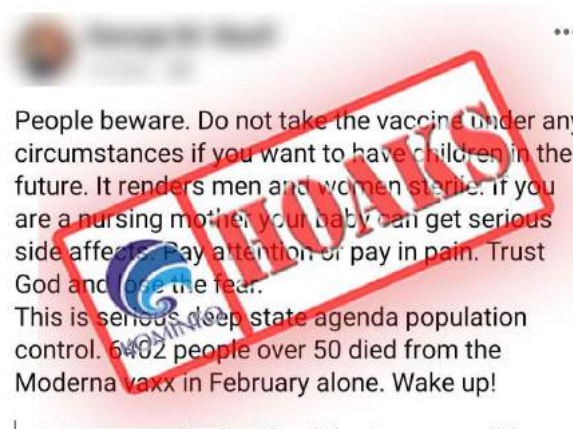 People beware. Do not take the vaccine under any
circumstances if you want to have children in the
future. It renders men and women sterile. If you
are a nursing mother your baby can get serious
side affects. Pay attention or pay in pain. Trust
God and lose the fear.
This is serious deep state agenda population
control. 6402 people over 50 died from the
Moderna vaxx in February alone. Wake up!
HOAKS
KOMINFO